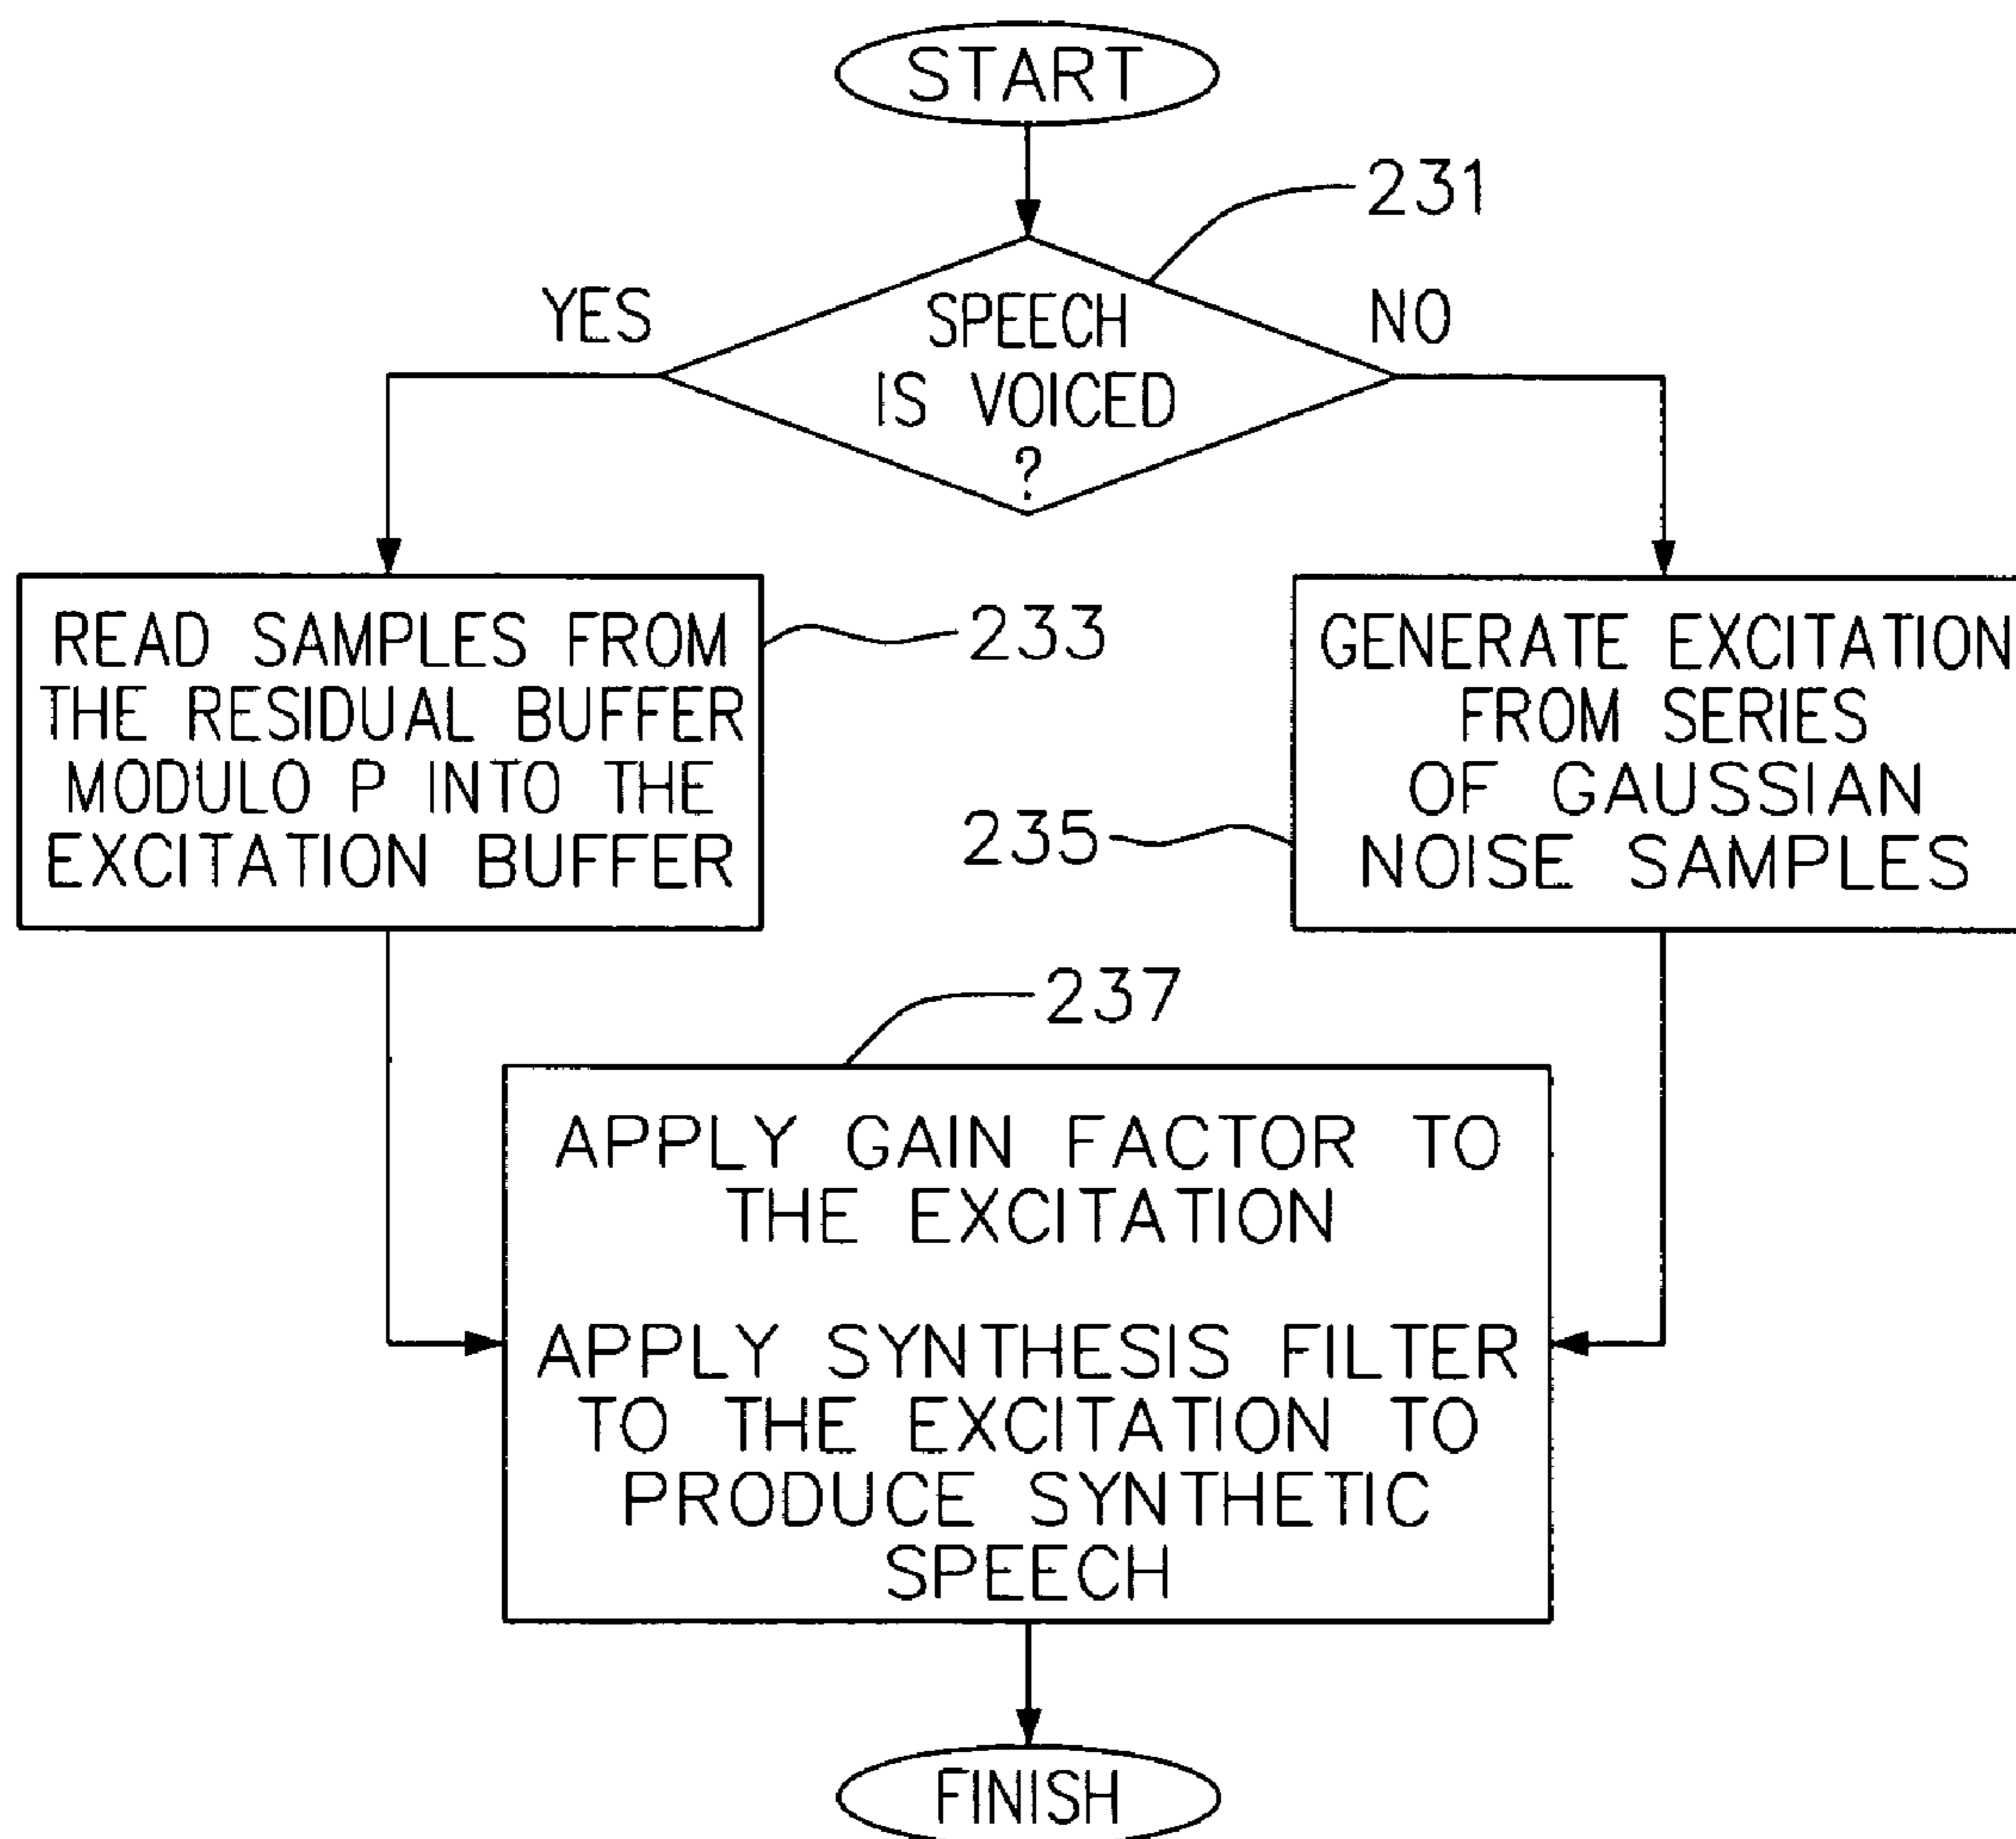 START
231
YES
SPEECH
IS VOICED
?
NO
READ SAMPLES FROM
THE RESIDUAL BUFFER
MODULO P INTO THE
EXCITATION BUFFER
233
GENERATE EXCITATION
FROM SERIES
OF GAUSSIAN
NOISE SAMPLES
235
237
APPLY GAIN FACTOR TO
THE EXCITATION
APPLY SYNTHESIS FILTER
TO THE EXCITATION TO
PRODUCE SYNTHETIC
SPEECH
FINISH